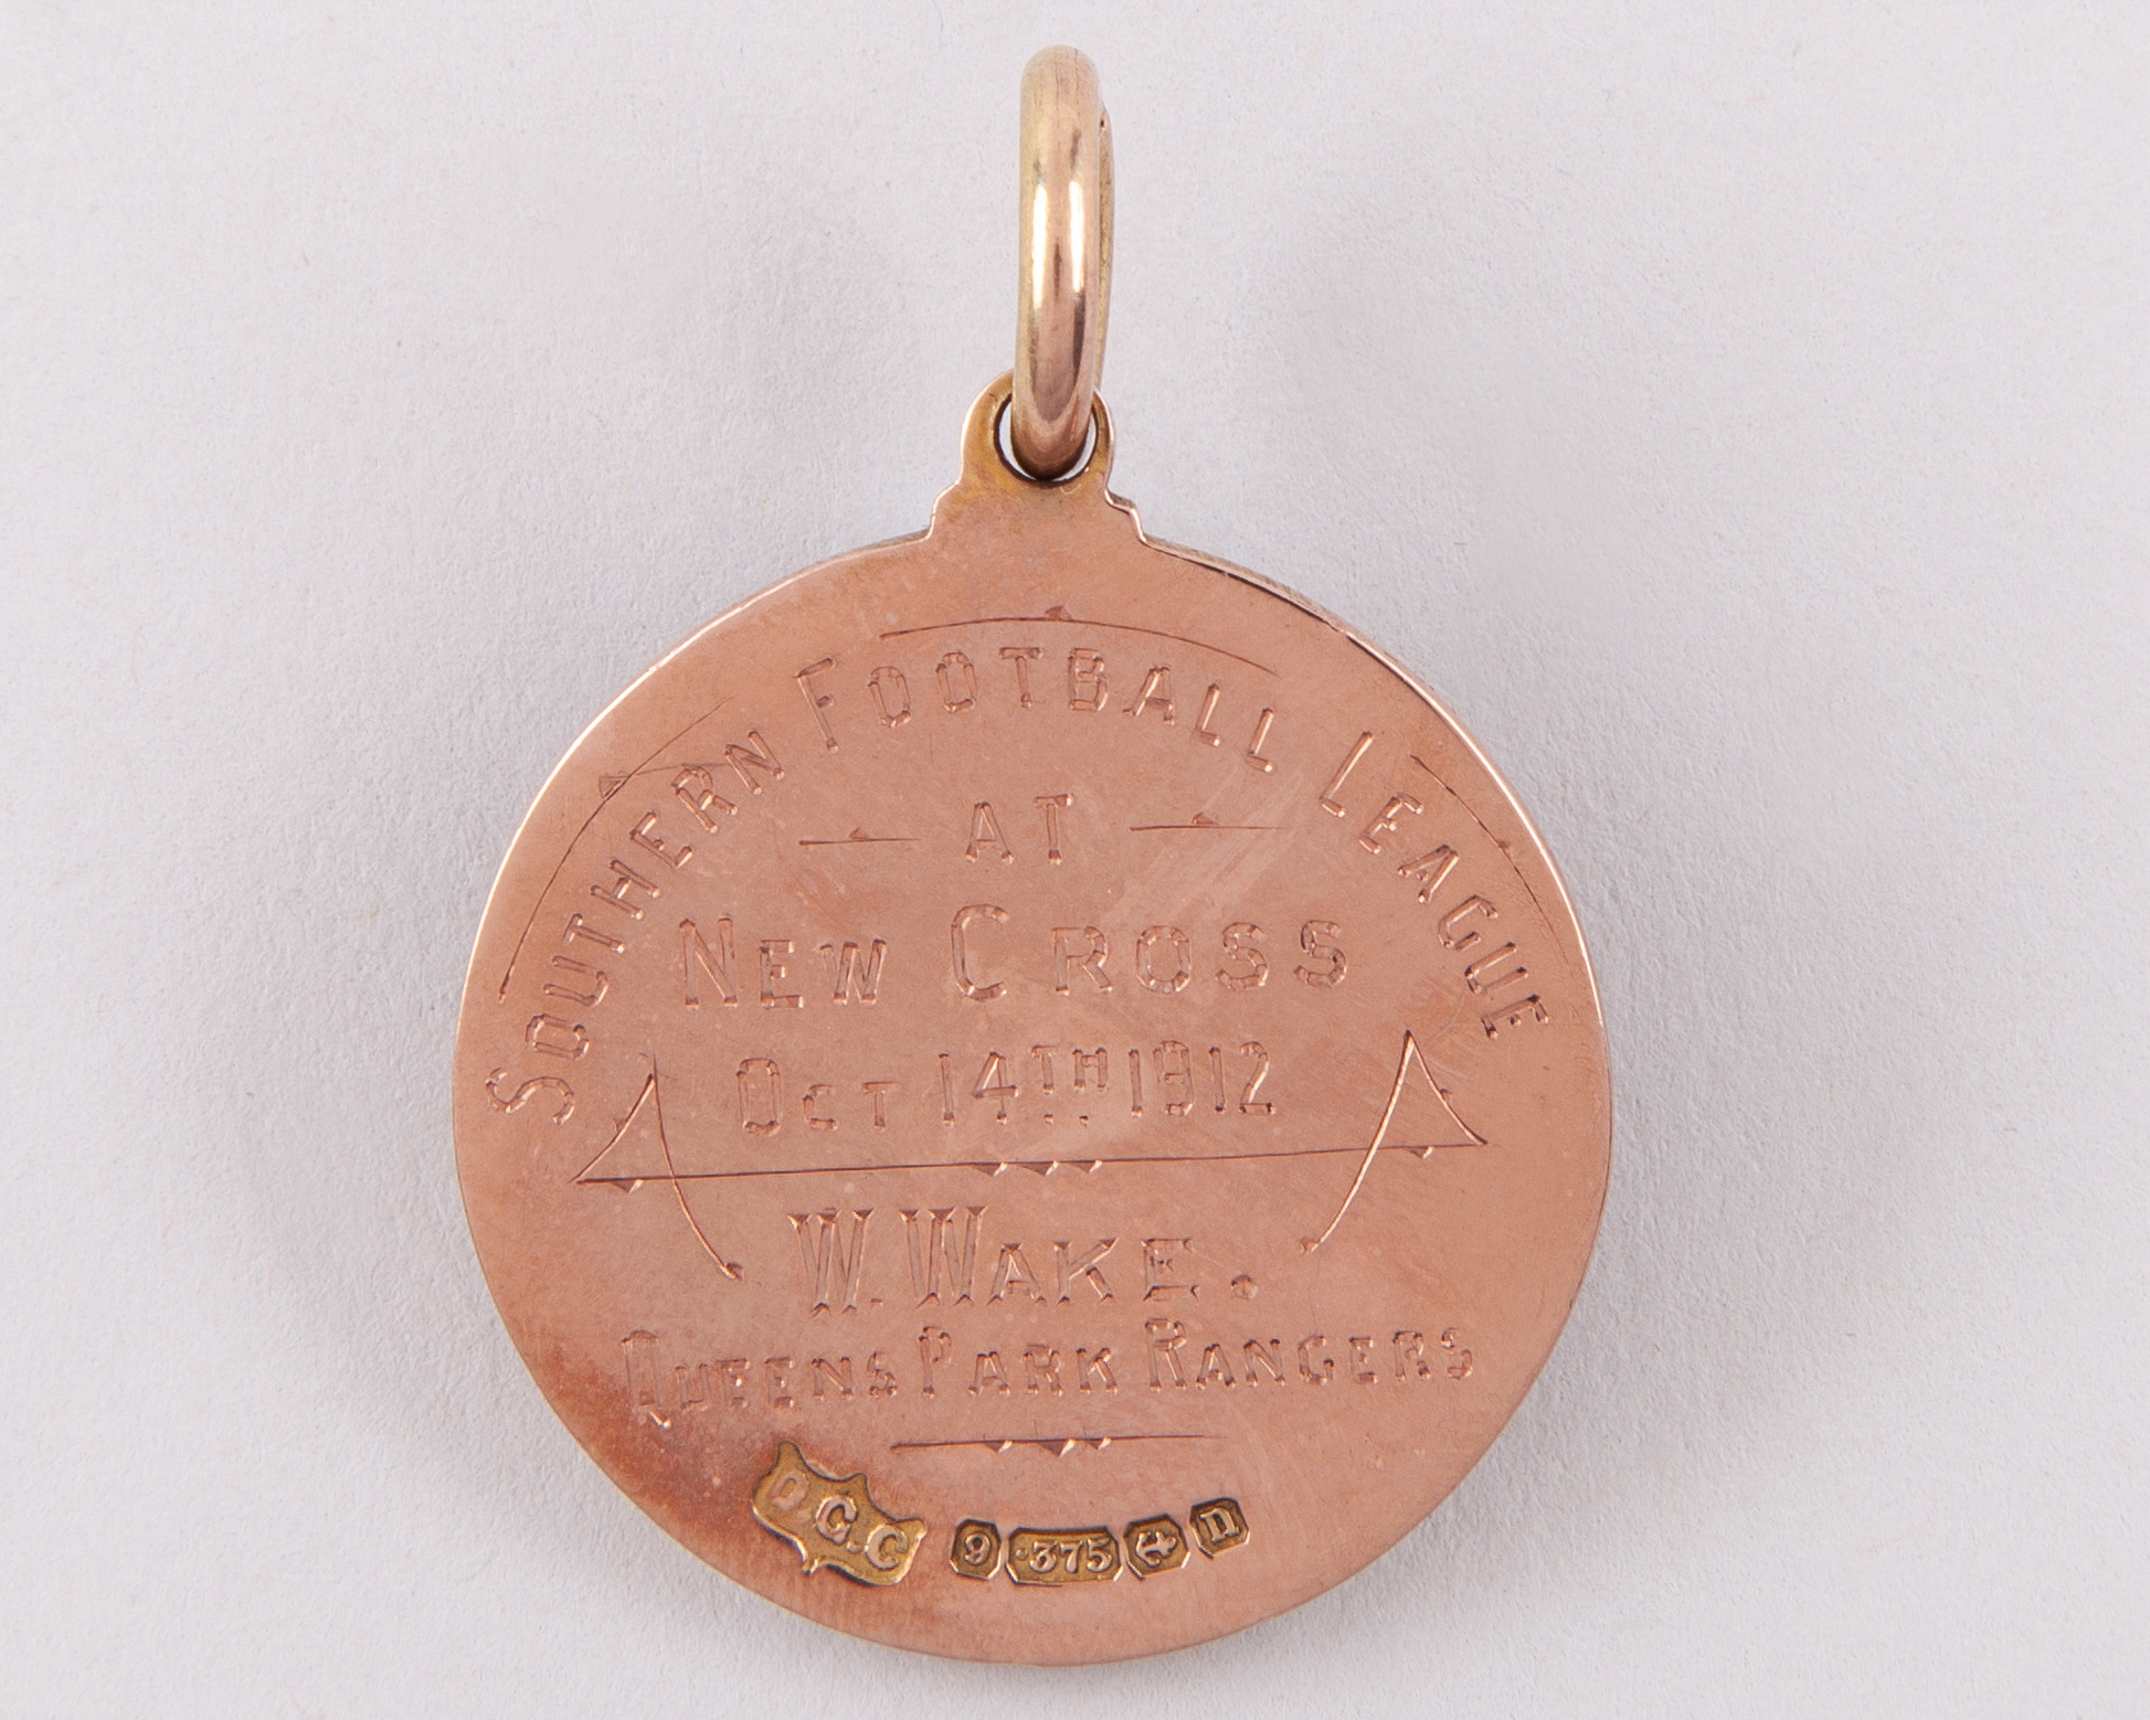 SOUTHERN FOOTBALL LEAGUE
AT
NEW CROSS
OCT 14TH 1912
W. WAKE.
QUEENS PARK RANGERS
D.G.C
9 ·375 n